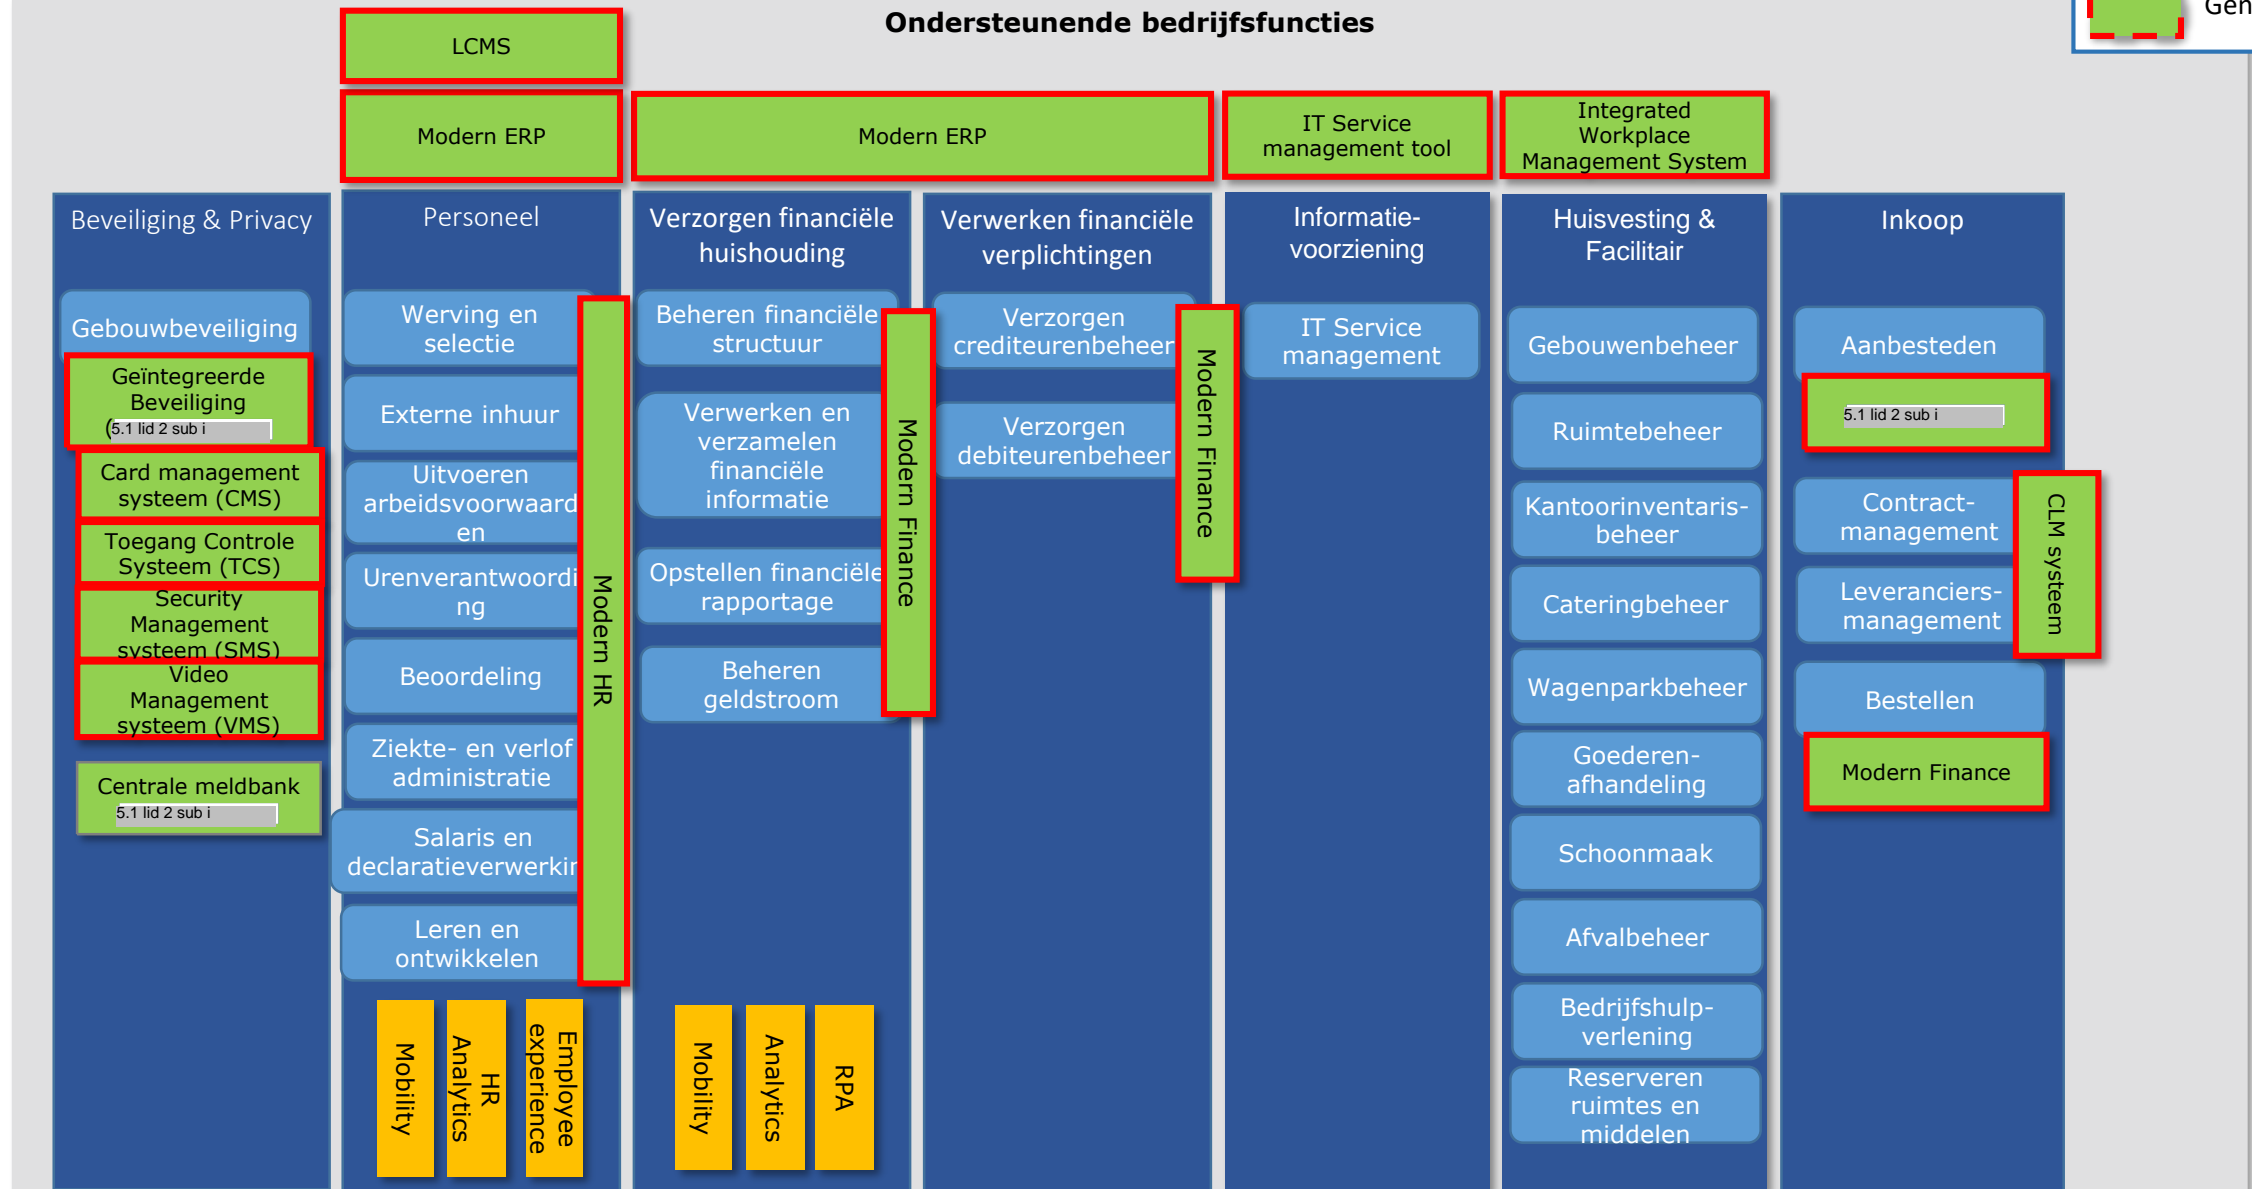 Ondersteunende bedrijfsfuncties
LCMS
Modern ERP
Modern ERP
IT Service
management tool
Integrated
Workplace
Management System
Beveiliging & Privacy
Gebouwbeveiliging
Geïntegreerde
Beveiliging
(5.1 lid 2 sub i
Card management
systeem (CMS)
Toegang Controle
Systeem (TCS)
Security
Management
systeem (SMS)
Video
Management
systeem (VMS)
Centrale meldbank
5.1 lid 2 sub i
Personeel
Werving en
selectie
Externe inhuur
Uitvoeren
arbeidsvoorwaard
en
Urenverantwoordi
ng
Beoordeling
Ziekte- en verlof
administratie
Salaris en
declaratieverwerkin
Leren en
ontwikkelen
Modern HR
Mobility
HR
Analytics
Employee
experience
Verzorgen financiële
huishouding
Beheren financiële
structuur
Verwerken en
verzamelen
financiële
informatie
Opstellen financiële
rapportage
Beheren
geldstroom
Modern Finance
Mobility
Analytics
RPA
Verwerken financiële
verplichtingen
Verzorgen
crediteurenbeheer
Verzorgen
debiteurenbeheer
Modern Finance
Informatie-
voorziening
IT Service
management
Huisvesting &
Facilitair
Gebouwenbeheer
Ruimtebeheer
Kantoorinventaris-
beheer
Cateringbeheer
Wagenparkbeheer
Goederen-
afhandeling
Schoonmaak
Afvalbeheer
Bedrijfshulp-
verlening
Reserveren
ruimtes en
middelen
Inkoop
Aanbesteden
5.1 lid 2 sub i
Contract-
management
Leveranciers-
management
CLM systeem
Bestellen
Modern Finance